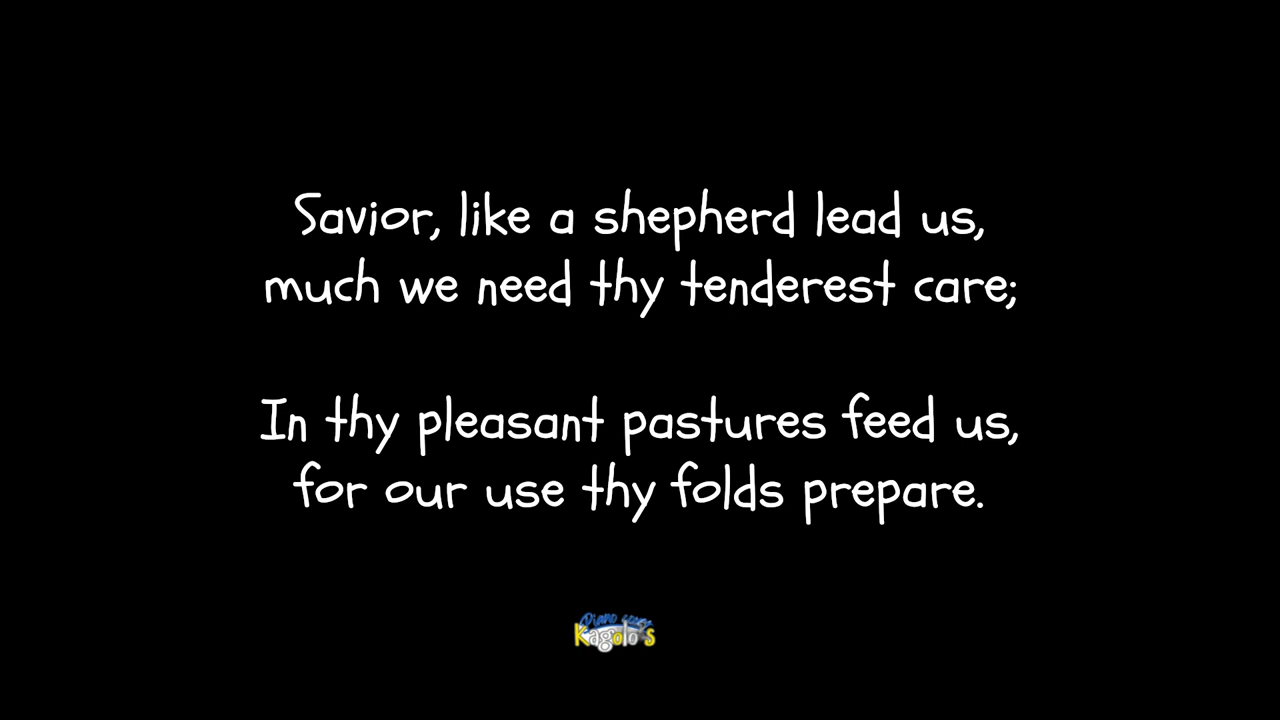 Savior, like a shepherd lead us,
much we need thy tenderest care;
In thy pleasant pastures feed us,
for our use thy folds prepare.
Piano
Kagolo's